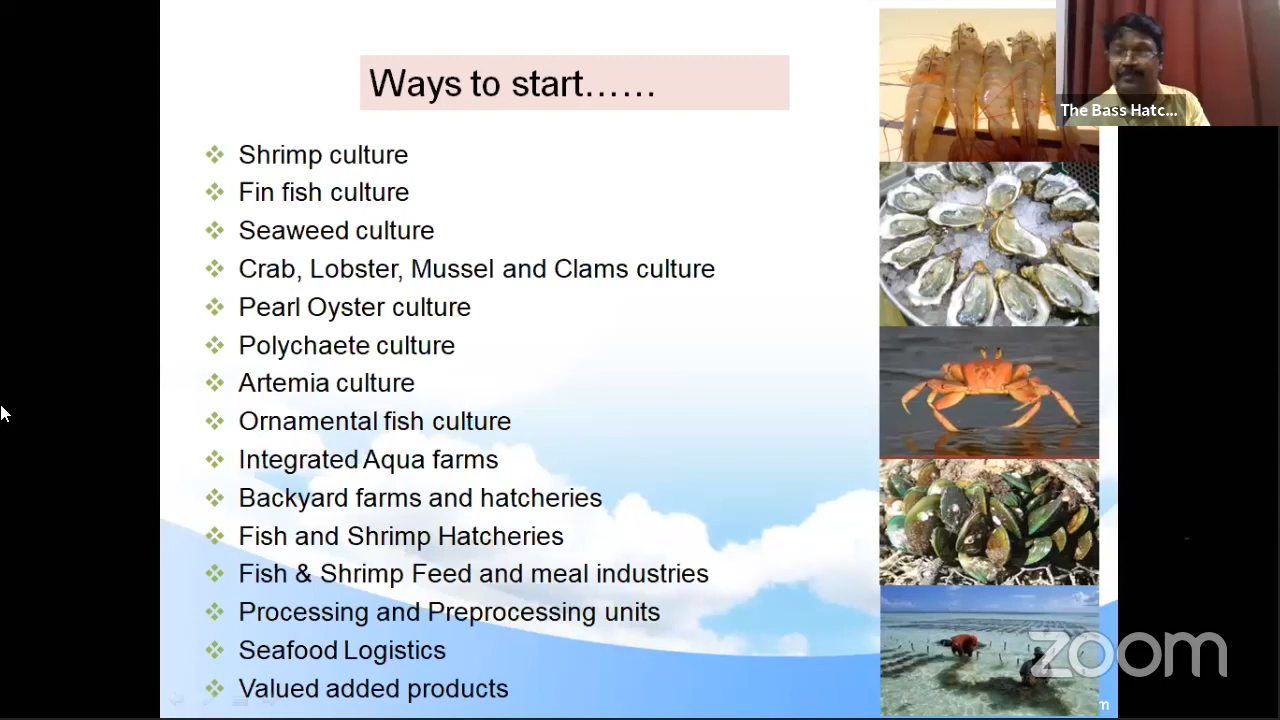 Ways to start……
The Bass Hatc...
Shrimp culture
Fin fish culture
Seaweed culture
Crab, Lobster, Mussel and Clams culture
Pearl Oyster culture
Polychaete culture
Artemia culture
Ornamental fish culture
Integrated Aqua farms
Backyard farms and hatcheries
Fish and Shrimp Hatcheries
Fish & Shrimp Feed and meal industries
Processing and Preprocessing units
Seafood Logistics
Valued added products
zoom